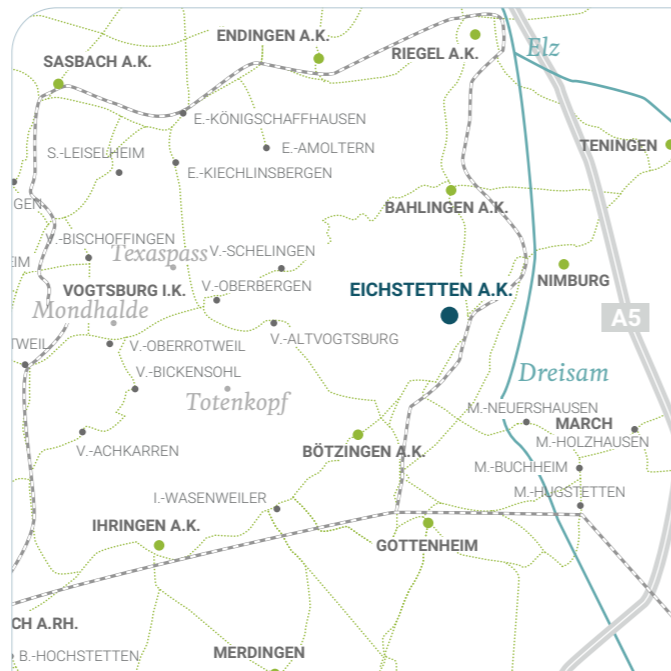 ENDINGEN A.K.
RIEGEL A.K.
Elz
SASBACH A.K.
E.-KÖNIGSCHAFFHAUSEN
S.-LEISELHEIM
E.-AMOLTERN
TENINGEN
E.-KIECHLINSBERGEN
GEN
BAHLINGEN A.K.
V.-BISCHOFFINGEN
Texaspass
V.-SCHELINGEN
EIM
NIMBURG
VOGTSBURG I.K.
V.-OBERBERGEN
EICHSTETTEN A.K.
Mondhalde
A5
TWEIL
V.-OBERROTWEIL
V.-ALTVOGTSBURG
V.-BICKENSOHL
Dreisam
Totenkopf
M.-NEUERSHAUSEN
MARCH
M.-HOLZHAUSEN
V.-ACHKARREN
BÖTZINGEN A.K.
M.-BUCHHEIM
I.-WASENWEILER
M.-HUGSTETTEN
IHRINGEN A.K.
GOTTENHEIM
CH A.RH.
B.-HOCHSTETTEN
MERDINGEN